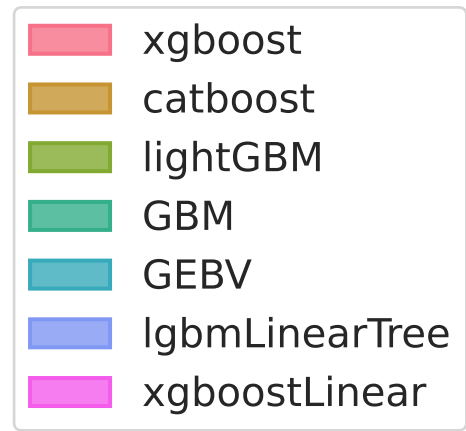 xgboost
catboost
lightGBM
GBM
GEBV
lgbmLinearTree
xgboostLinear